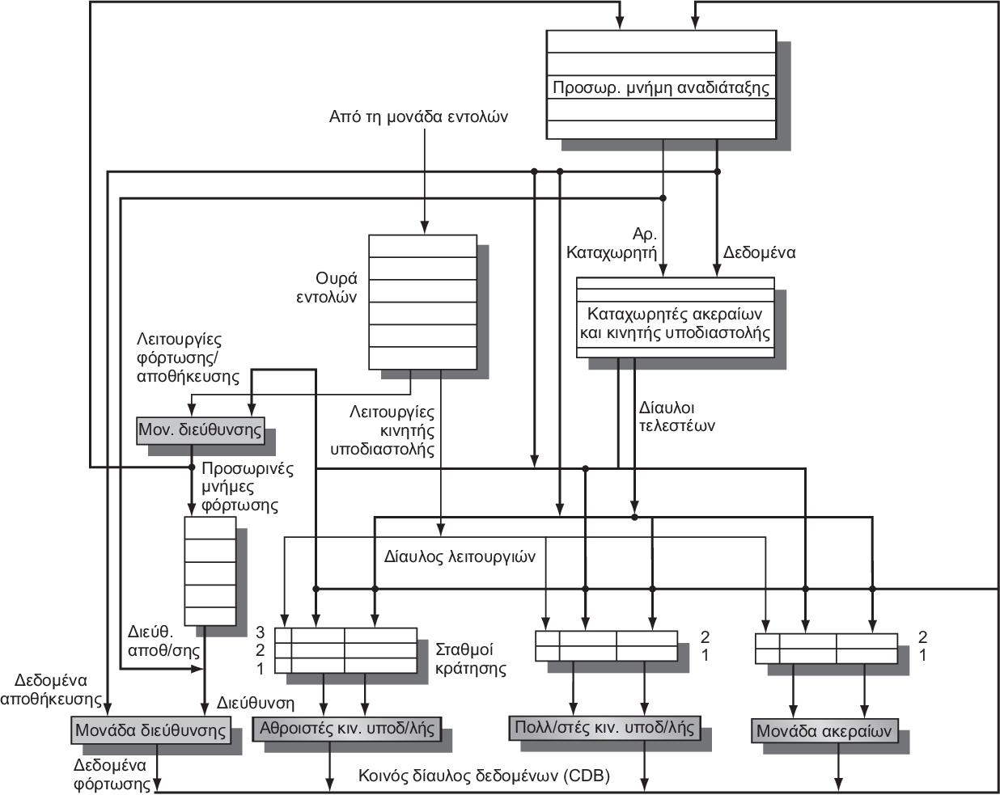 Προσωρ. μνήμη αναδιάταξης
Από τη μονάδα εντολών
Αρ.
Καταχωρητή
Δεδομένα
Ουρά
εντολών
Καταχωρητές ακεραίων
και κινητής υποδιαστολής
Λειτουργίες
φόρτωσης/
αποθήκευσης
Μον. διεύθυνσης
Λειτουργίες
κινητής
υποδιαστολής
Δίαυλοι
τελεστέων
Προσωρινές
μνήμες
φόρτωσης
Δίαυλος λειτουργιών
Διεύθ.
αποθ/σης
3
2
1
Σταθμοί
κράτησης
2
1
2
1
Δεδομένα
αποθήκευσης
Διεύθυνση
Μονάδα διεύθυνσης
Αθροιστές κιν. υποδ/λής
Πολλ/στές κιν. υποδ/λής
Μονάδα ακεραίων
Δεδομένα
φόρτωσης
Κοινός δίαυλος δεδομένων (CDB)